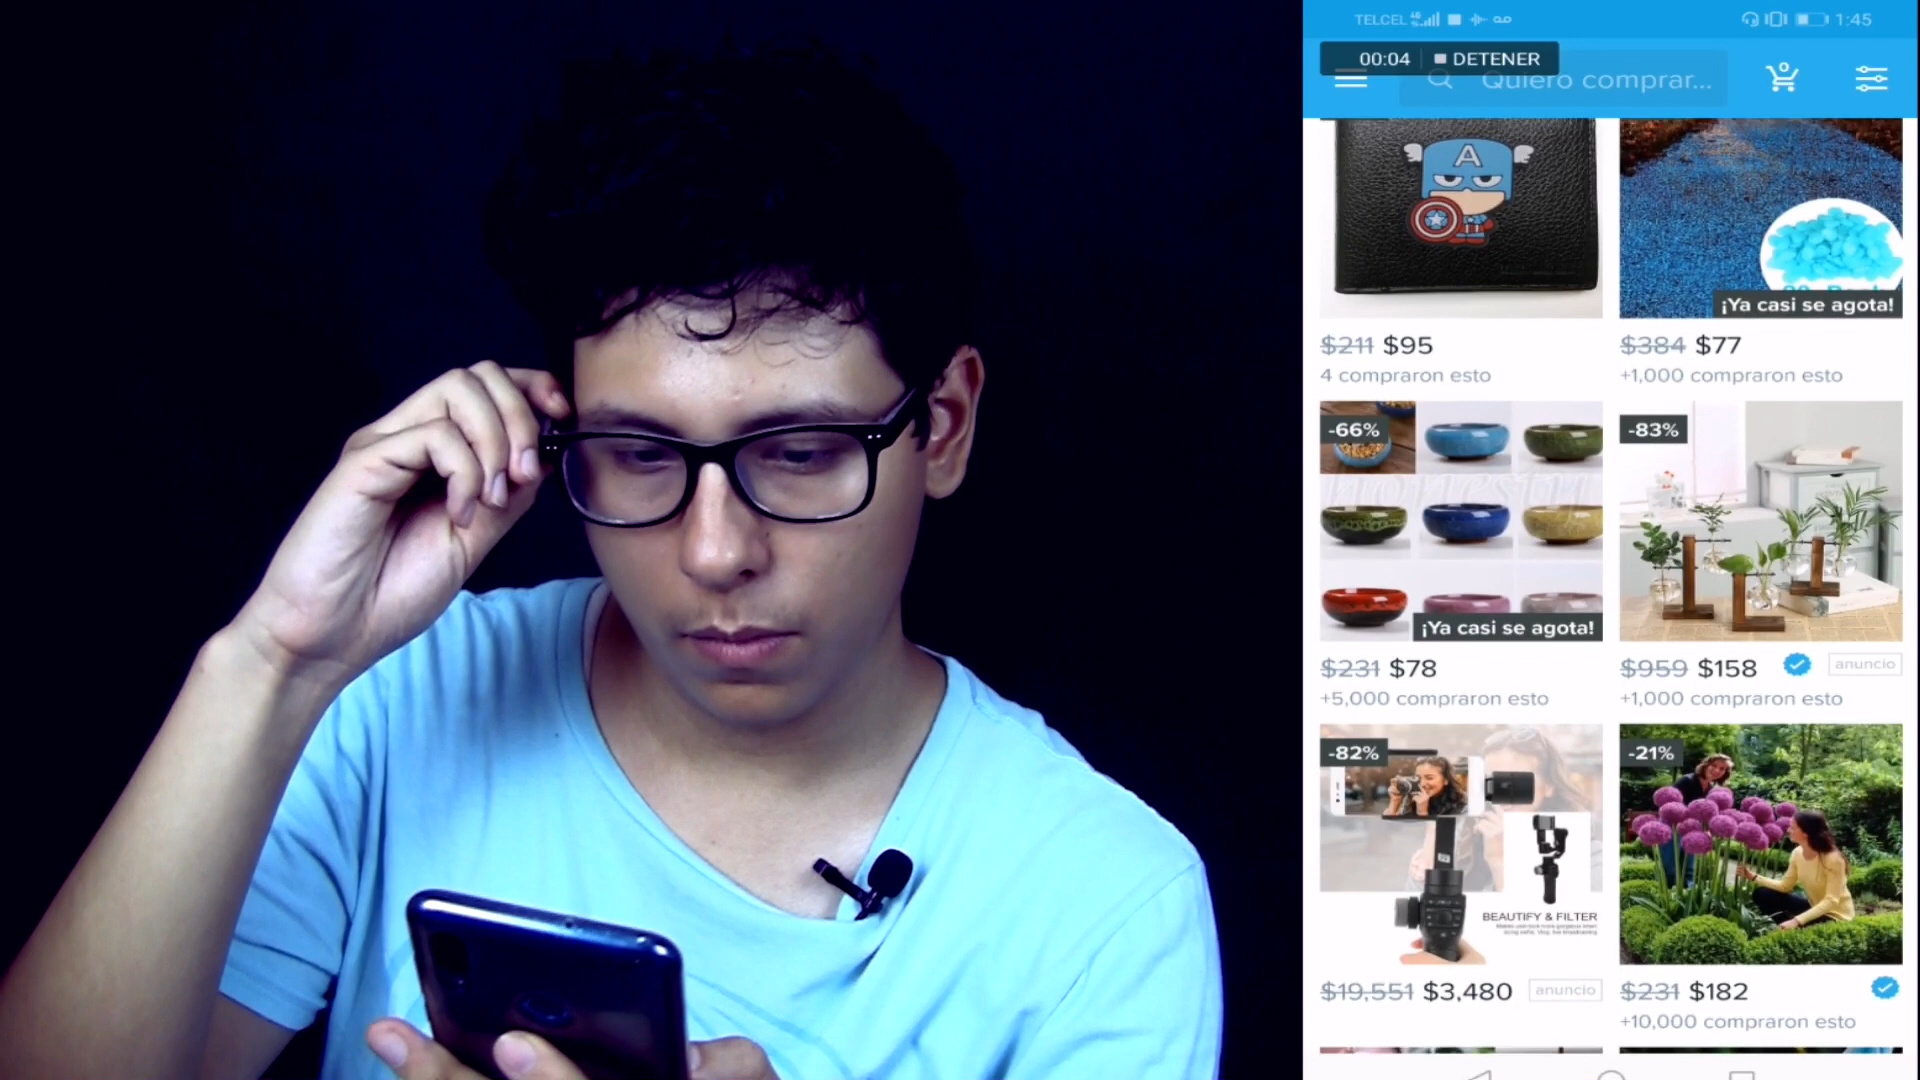 TELCEL
1:45
00:04 DETENER
Quiero comprar...
0
A
¡Ya casi se agota!
$211 $95
4 compraron esto
$384 $77
+1,000 compraron esto
-66%
¡Ya casi se agota!
$231 $78
+5,000 compraron esto
-83%
$959 $158
anuncio
+1,000 compraron esto
-82%
BEAUTIFY & FILTER
$19,551 $3,480
anuncio
-21%
$231 $182
+10,000 compraron esto